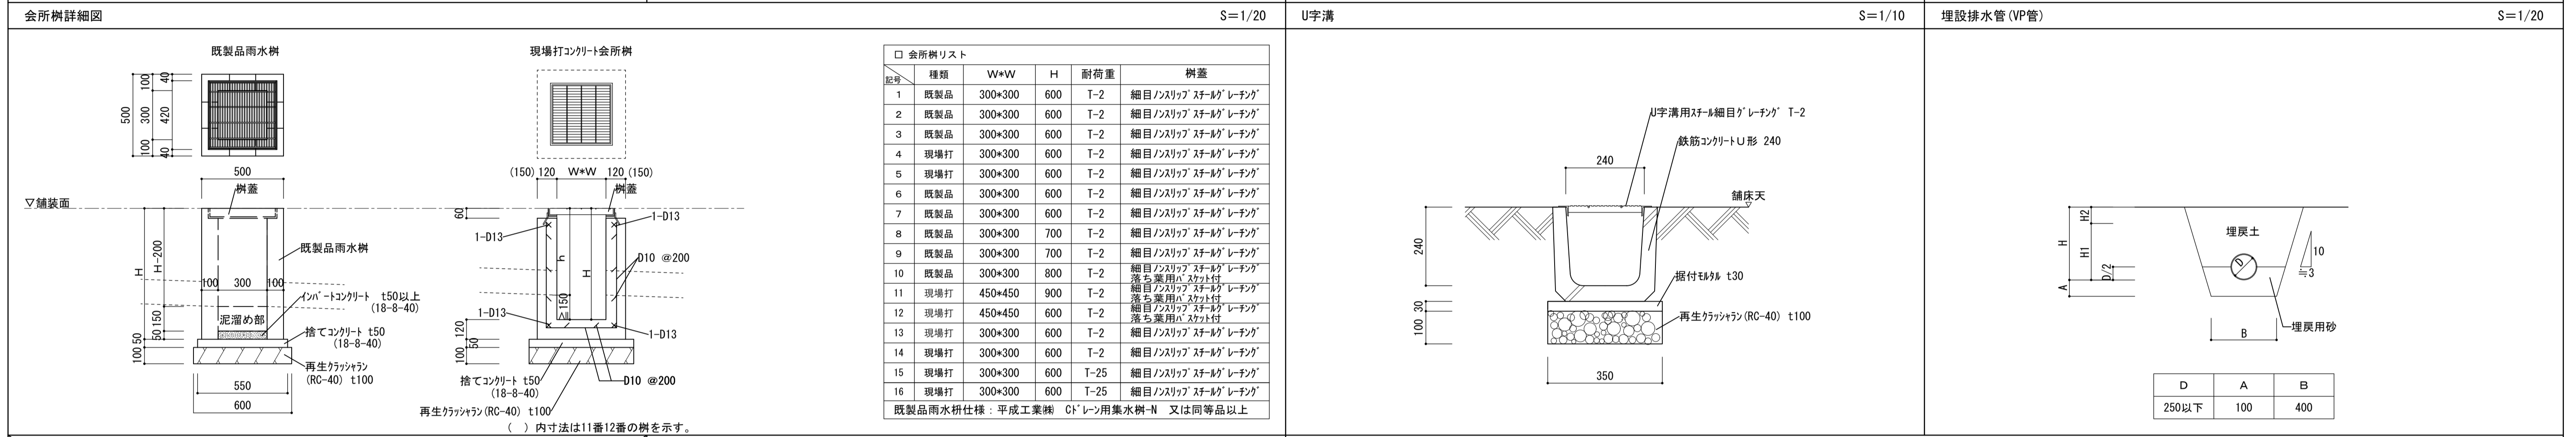 会所桝詳細図 S=1/20
既製品雨水桝
500
100 300 100
40 420 40
500
桝蓋
▽舗装面
H
H-200
既製品雨水桝
100 300 100
インバートコンクリート t50以上
(18-8-40)
泥溜め部
150
50
捨てコンクリート t50
(18-8-40)
50
100
再生クラッシャラン
(RC-40) t100
550
600
現場打コンクリート会所桝
(150) 120 W*W 120 (150)
桝蓋
60
1-D13
1-D13
h
H
D10 @200
≧150
1-D13
1-D13
120
50
100
捨てコンクリート t50
(18-8-40)
D10 @200
再生クラッシャラン(RC-40) t100
( ) 内寸法は11番12番の桝を示す。
□ 会所桝リスト
記号 種類 W*W H 耐荷重 桝蓋
1 既製品 300*300 600 T-2 細目ノンスリップスチールグレーチング
2 既製品 300*300 600 T-2 細目ノンスリップスチールグレーチング
3 既製品 300*300 600 T-2 細目ノンスリップスチールグレーチング
4 現場打 300*300 600 T-2 細目ノンスリップスチールグレーチング
5 現場打 300*300 600 T-2 細目ノンスリップスチールグレーチング
6 既製品 300*300 600 T-2 細目ノンスリップスチールグレーチング
7 既製品 300*300 600 T-2 細目ノンスリップスチールグレーチング
8 既製品 300*300 700 T-2 細目ノンスリップスチールグレーチング
9 既製品 300*300 700 T-2 細目ノンスリップスチールグレーチング
10 既製品 300*300 800 T-2 細目ノンスリップスチールグレーチング
落ち葉用バスケット付
11 現場打 450*450 900 T-2 細目ノンスリップスチールグレーチング
落ち葉用バスケット付
12 現場打 450*450 600 T-2 細目ノンスリップスチールグレーチング
落ち葉用バスケット付
13 現場打 300*300 600 T-2 細目ノンスリップスチールグレーチング
14 現場打 300*300 600 T-2 細目ノンスリップスチールグレーチング
15 現場打 300*300 600 T-25 細目ノンスリップスチールグレーチング
16 現場打 300*300 600 T-25 細目ノンスリップスチールグレーチング
既製品雨水枡仕様：平成工業㈱ Cドレーン用集水桝-N 又は同等品以上
U字溝 S=1/10
U字溝用スチール細目グレーチング T-2
鉄筋コンクリートU形 240
240
舗床天
240
据付モルタル t30
30
100
再生クラッシャラン(RC-40) t100
350
埋設排水管(VP管) S=1/20
H
H2
H1
D/2
A
埋戻土
D
10
≒3
埋戻用砂
B
D A B
250以下 100 400